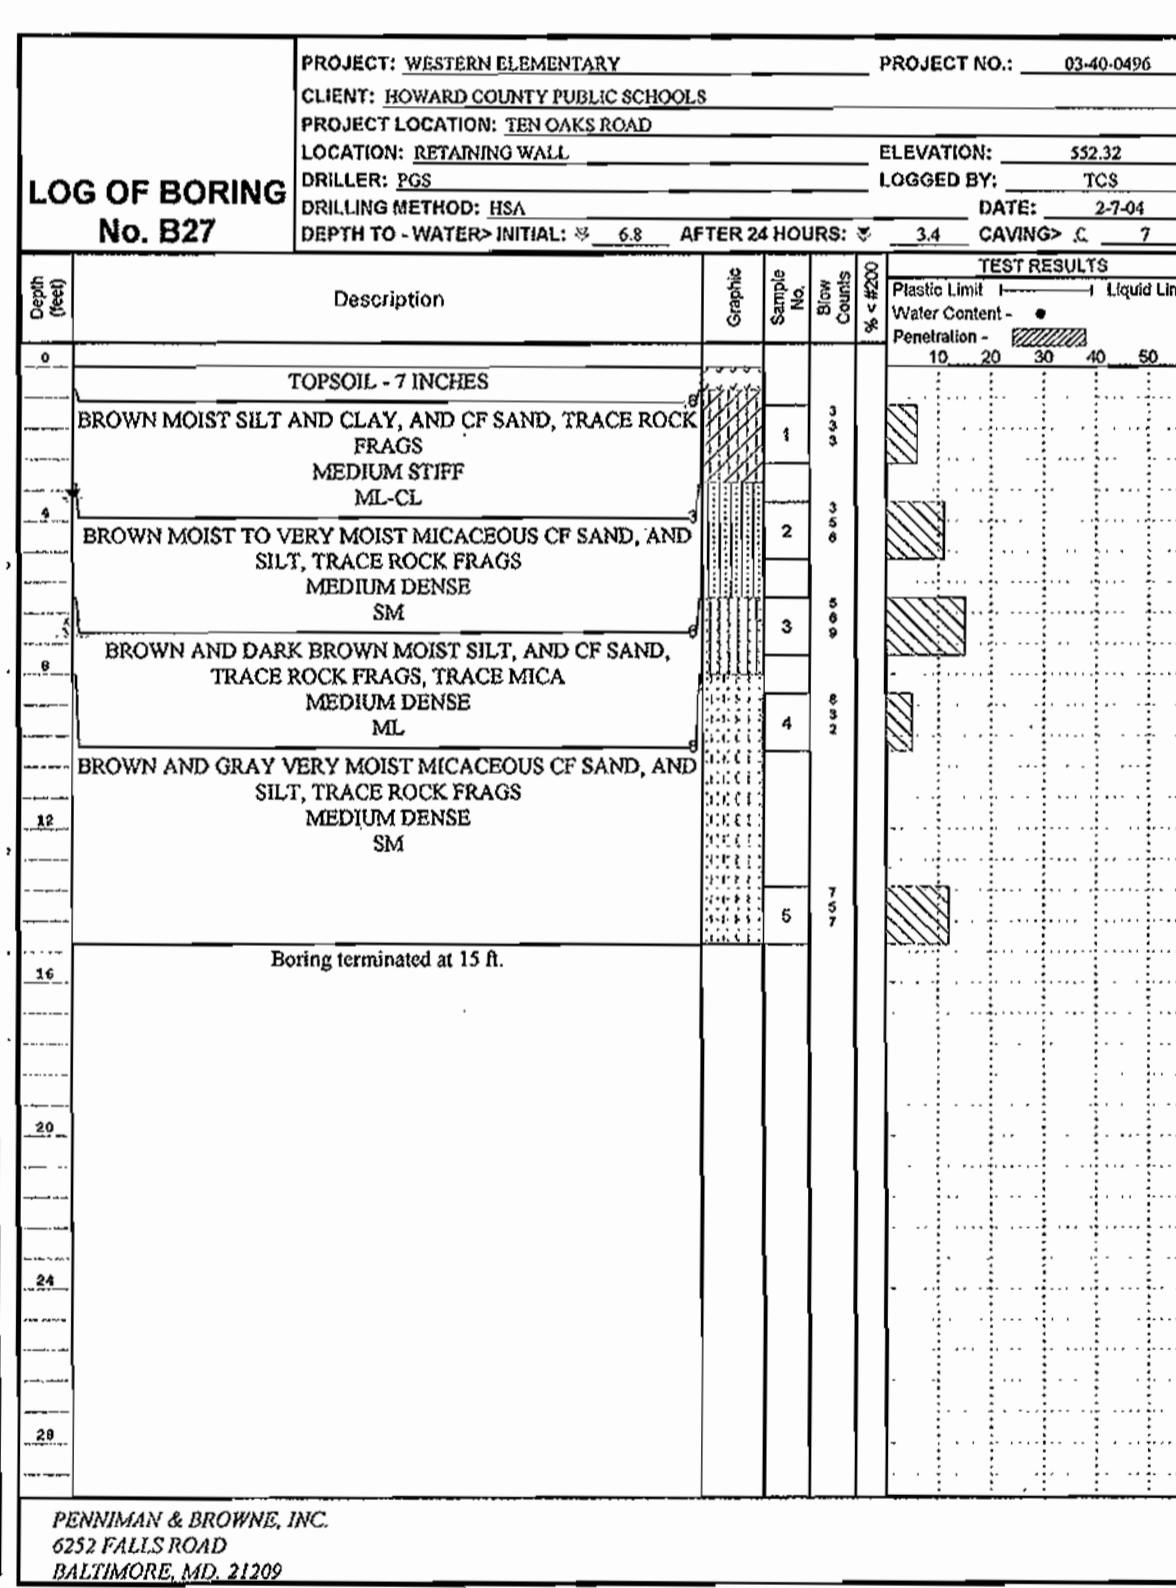 LOG OF BORING
No. B27
PROJECT: WESTERN ELEMENTARY PROJECT NO.: 03-40-0496
CLIENT: HOWARD COUNTY PUBLIC SCHOOLS
PROJECT LOCATION: TEN OAKS ROAD
LOCATION: RETAINING WALL ELEVATION: 552.32
DRILLER: PGS LOGGED BY: TCS
DRILLING METHOD: HSA DATE: 2-7-04
DEPTH TO - WATER> INITIAL: 6.8 AFTER 24 HOURS: 3.4 CAVING> C 7
Depth (feet) Description Graphic Sample No. Blow Counts % < #200
TEST RESULTS
Plastic Limit Liquid Lim
Water Content -
Penetration -
10 20 30 40 50
0
TOPSOIL - 7 INCHES
BROWN MOIST SILT AND CLAY, AND CF SAND, TRACE ROCK
FRAGS
MEDIUM STIFF
ML-CL
1
3
3
3
4
3
BROWN MOIST TO VERY MOIST MICACEOUS CF SAND, AND
SILT, TRACE ROCK FRAGS
MEDIUM DENSE
SM
2
3
5
6
6
BROWN AND DARK BROWN MOIST SILT, AND CF SAND,
TRACE ROCK FRAGS, TRACE MICA
MEDIUM DENSE
ML
3
5
6
9
8
8
BROWN AND GRAY VERY MOIST MICACEOUS CF SAND, AND
SILT, TRACE ROCK FRAGS
MEDIUM DENSE
SM
4
3
2
12
5
7
5
7
Boring terminated at 15 ft.
16
20
24
28
PENNIMAN & BROWNE, INC.
6252 FALLS ROAD
BALTIMORE, MD. 21209